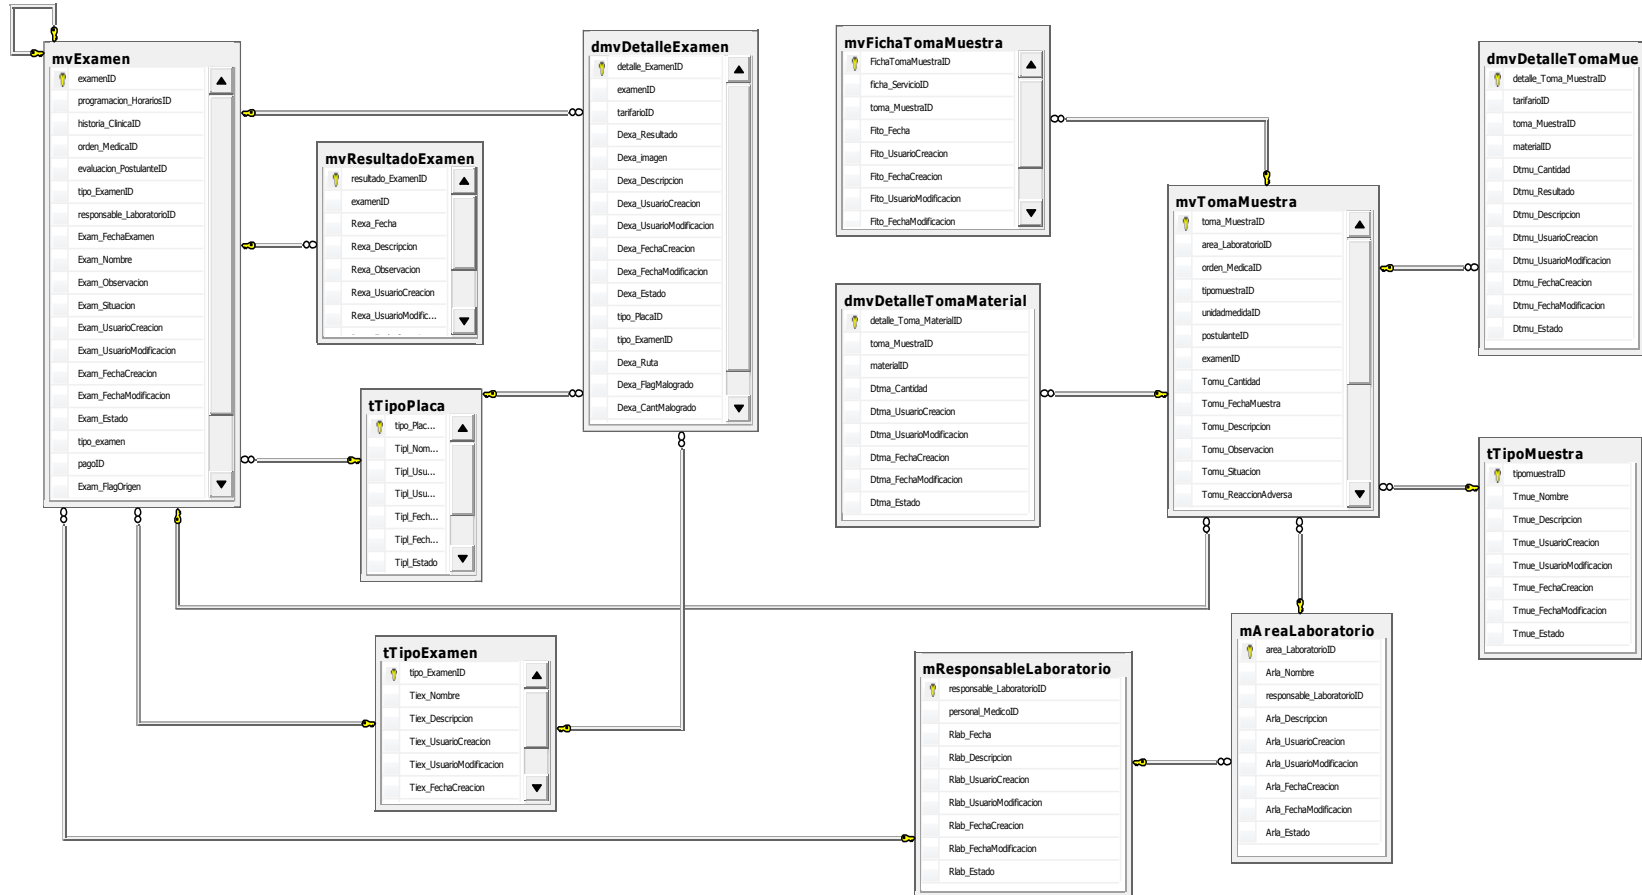 mvExamen
examenID
programacion_HorariosID
historia_ClinicaID
orden_MedicaID
evaluacion_PostulanteID
tipo_ExamenID
responsable_LaboratorioID
Exam_FechaExamen
Exam_Nombre
Exam_Observacion
Exam_Situacion
Exam_UsuarioCreacion
Exam_UsuarioModificacion
Exam_FechaCreacion
Exam_FechaModificacion
Exam_Estado
tipo_examen
pagoID
Exam_FlagOrigen
mvResultadoExamen
resultado_ExamenID
examenID
Rexa_Fecha
Rexa_Descripcion
Rexa_Observacion
Rexa_UsuarioCreacion
Rexa_UsuarioModific...
tTipoPlaca
tipo_Plac...
Tipl_Nom...
Tipl_Usu...
Tipl_Usu...
Tipl_Fech...
Tipl_Fech...
Tipl_Estado
tTipoExamen
tipo_ExamenID
Tiex_Nombre
Tiex_Descripcion
Tiex_UsuarioCreacion
Tiex_UsuarioModificacion
Tiex_FechaCreacion
dmvDetalleExamen
detalle_ExamenID
examenID
tarifarioID
Dexa_Resultado
Dexa_imagen
Dexa_Descripcion
Dexa_UsuarioCreacion
Dexa_UsuarioModificacion
Dexa_FechaCreacion
Dexa_FechaModificacion
Dexa_Estado
tipo_PlacaID
tipo_ExamenID
Dexa_Ruta
Dexa_FlagMalogrado
Dexa_CantMalogrado
mvFichaTomaMuestra
FichaTomaMuestraID
ficha_ServicioID
toma_MuestraID
Fito_Fecha
Fito_UsuarioCreacion
Fito_FechaCreacion
Fito_UsuarioModificacion
Fito_FechaModificacion
dmvDetalleTomaMaterial
detalle_Toma_MaterialID
toma_MuestraID
materialID
Dtma_Cantidad
Dtma_UsuarioCreacion
Dtma_UsuarioModificacion
Dtma_FechaCreacion
Dtma_FechaModificacion
Dtma_Estado
mResponsableLaboratorio
responsable_LaboratorioID
personal_MedicoID
Rlab_Fecha
Rlab_Descripcion
Rlab_UsuarioCreacion
Rlab_UsuarioModificacion
Rlab_FechaCreacion
Rlab_FechaModificacion
Rlab_Estado
mvTomaMuestra
toma_MuestraID
area_LaboratorioID
orden_MedicaID
tipomuestraID
unidadmedidaID
postulanteID
examenID
Tomu_Cantidad
Tomu_FechaMuestra
Tomu_Descripcion
Tomu_Observacion
Tomu_Situacion
Tomu_ReaccionAdversa
mAreaLaboratorio
area_LaboratorioID
Arla_Nombre
responsable_LaboratorioID
Arla_Descripcion
Arla_UsuarioCreacion
Arla_UsuarioModificacion
Arla_FechaCreacion
Arla_FechaModificacion
Arla_Estado
dmvDetalleTomaMue
detalle_Toma_MuestraID
tarifarioID
toma_MuestraID
materialID
Dtmu_Cantidad
Dtmu_Resultado
Dtmu_Descripcion
Dtmu_UsuarioCreacion
Dtmu_UsuarioModificacion
Dtmu_FechaCreacion
Dtmu_FechaModificacion
Dtmu_Estado
tTipoMuestra
tipomuestraID
Tmue_Nombre
Tmue_Descripcion
Tmue_UsuarioCreacion
Tmue_UsuarioModificacion
Tmue_FechaCreacion
Tmue_FechaModificacion
Tmue_Estado